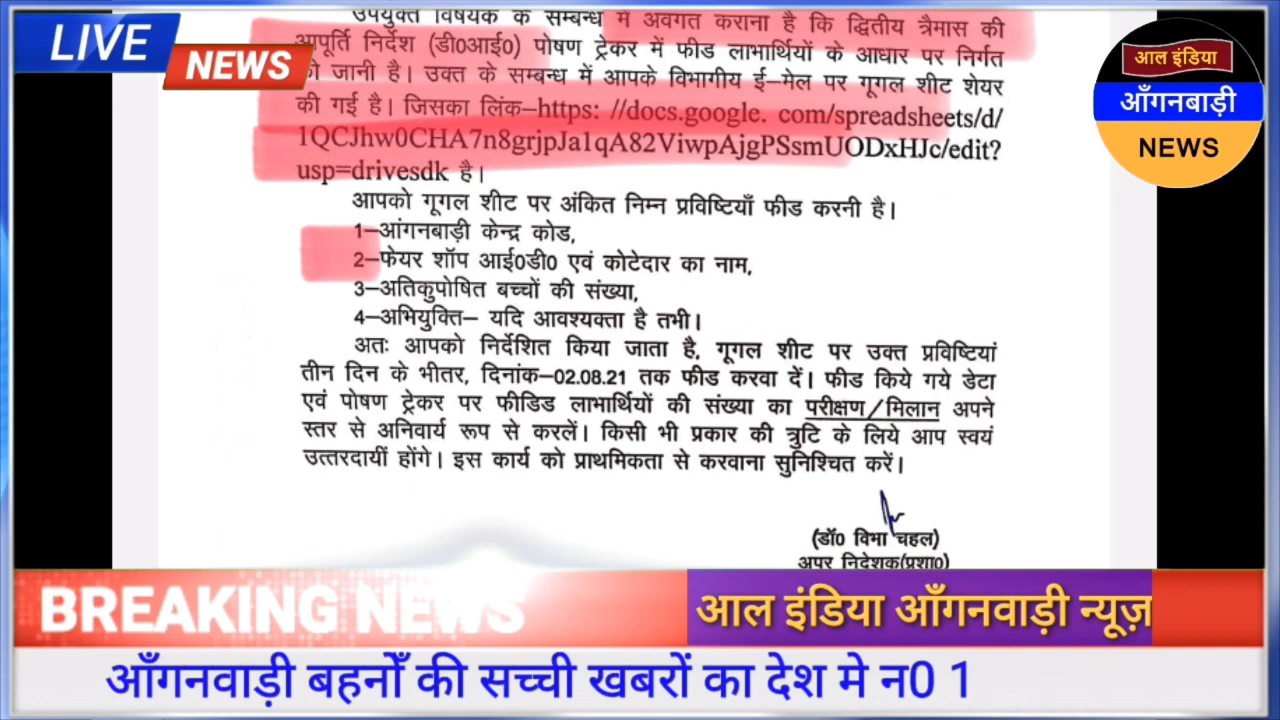 LIVE
NEWS
उपर्युक्त विषयक के सम्बन्ध में अवगत कराना है कि द्वितीय त्रैमास की
आपूर्ति निर्देश (डी0आई0) पोषण ट्रेकर में फीड लाभार्थियों के आधार पर निर्गत
की जानी है। उक्त के सम्बन्ध में आपके विभागीय ई–मेल पर गूगल शीट शेयर
की गई है। जिसका लिंक–https: //docs.google. com/spreadsheets/d/
1QCJhw0CHA7n8grjpJa1qA82ViwpAjgPSsmUODxHJc/edit?
usp=drivesdk है।
आपको गूगल शीट पर अंकित निम्न प्रविष्टियाँ फीड करनी है।
1–आंगनबाड़ी केन्द्र कोड,
2–फेयर शॉप आई0डी0 एवं कोटेदार का नाम,
3–अतिकुपोषित बच्चों की संख्या,
4–अभियुक्ति– यदि आवश्यक्ता है तभी।
अतः आपको निर्देशित किया जाता है, गूगल शीट पर उक्त प्रविष्टियां
तीन दिन के भीतर, दिनांक–02.08.21 तक फीड करवा दें। फीड किये गये डेटा
एवं पोषण ट्रेकर पर फीडिड लाभार्थियों की संख्या का परीक्षण/मिलान अपने
स्तर से अनिवार्य रूप से करलें। किसी भी प्रकार की त्रुटि के लिये आप स्वयं
उत्तरदायीं होंगे। इस कार्य को प्राथमिकता से करवाना सुनिश्चित करें।
(डॉ0 विभा चहल)
अपर निदेशक(प्रशा0)
आल इंडिया
आँगनबाड़ी
NEWS
BREAKING NEWS
आल इंडिया आँगनवाड़ी न्यूज़
आँगनवाड़ी बहनोँ की सच्ची खबरों का देश मे न0 1